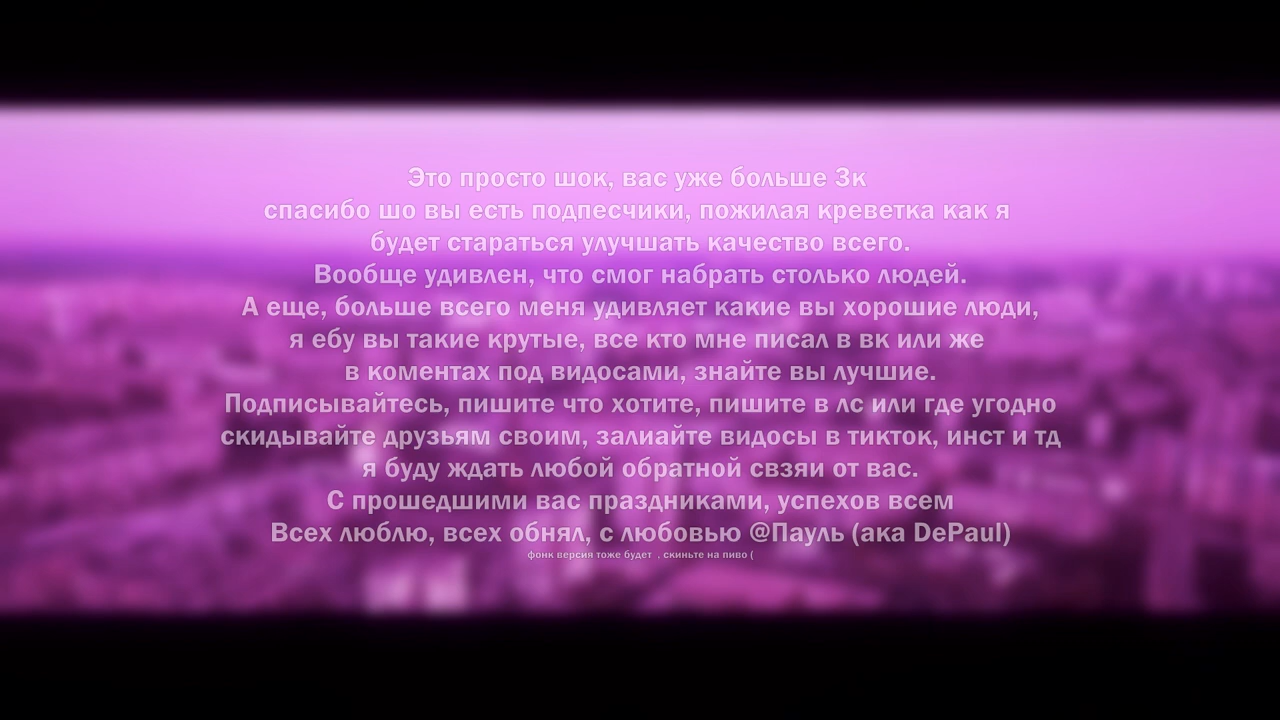 Это просто шок, вас уже больше 3к
спасибо шо вы есть подпесчики, пожилая креветка как я
будет стараться улучшать качество всего.
Вообще удивлен, что смог набрать столько людей.
А еще, больше всего меня удивляет какие вы хорошие люди,
я ебу вы такие крутые, все кто мне писал в вк или же
в коментах под видосами, знайте вы лучшие.
Подписывайтесь, пишите что хотите, пишите в лс или где угодно
скидывайте друзьям своим, залиайте видосы в тикток, инст и тд
я буду ждать любой обратной свзяи от вас.
С прошедшими вас праздниками, успехов всем
Всех люблю, всех обнял, с любовью @Пауль (ака DePaul)
фонк версия тоже будет , скиньте на пиво (